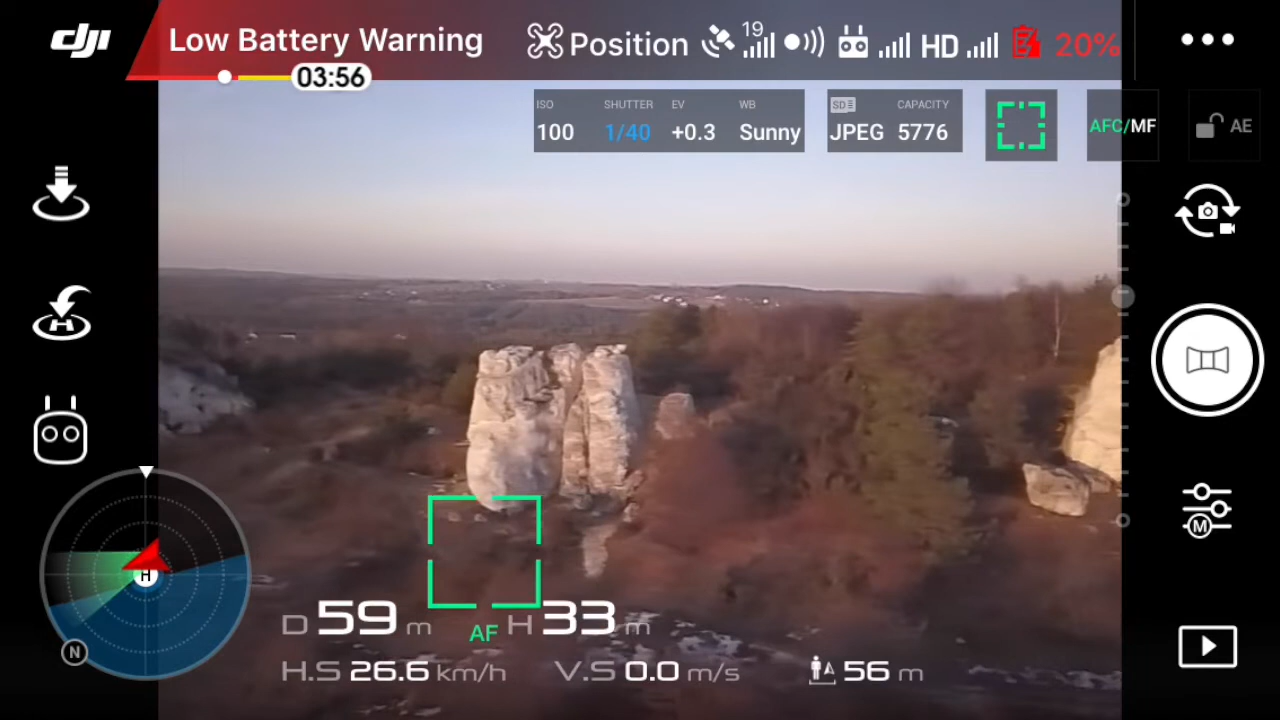 dji Low Battery Warning Position 19 HD 20%
03:56
ISO SHUTTER EV WB SD CAPACITY
100 1/40 +0.3 Sunny JPEG 5776 AFC/MF AE
M
H
N
D 59 m AF H 33 m
H.S 26.6 km/h V.S 0.0 m/s 56 m